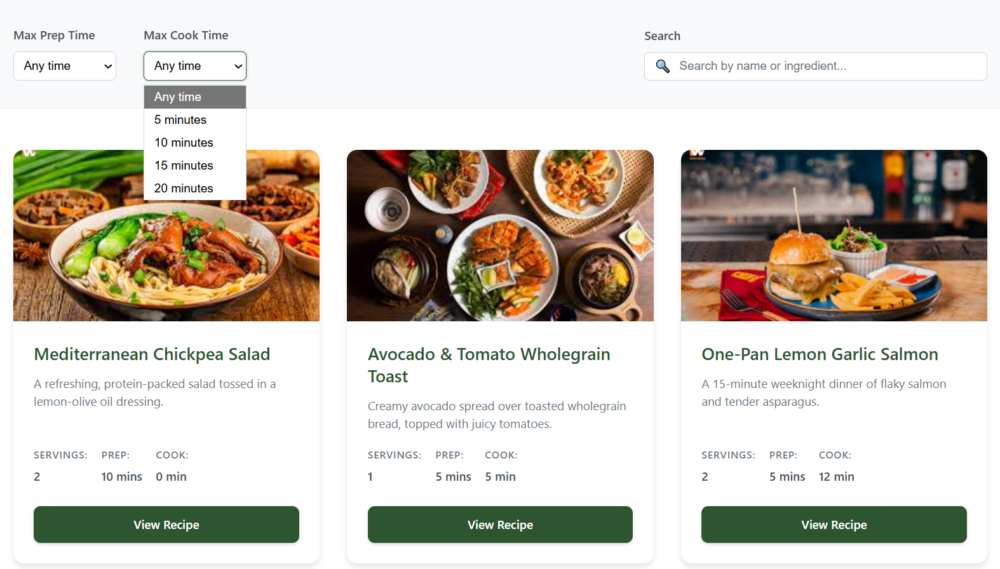 Max Prep Time
Any time
Max Cook Time
Any time
Any time
5 minutes
10 minutes
15 minutes
20 minutes
Search
Search by name or ingredient...
Mediterranean Chickpea Salad
A refreshing, protein-packed salad tossed in a
lemon-olive oil dressing.
SERVINGS: PREP: COOK:
2 10 mins 0 min
View Recipe
Avocado & Tomato Wholegrain
Toast
Creamy avocado spread over toasted wholegrain
bread, topped with juicy tomatoes.
SERVINGS: PREP: COOK:
1 5 mins 5 min
View Recipe
One-Pan Lemon Garlic Salmon
A 15-minute weeknight dinner of flaky salmon
and tender asparagus.
SERVINGS: PREP: COOK:
2 5 mins 12 min
View Recipe